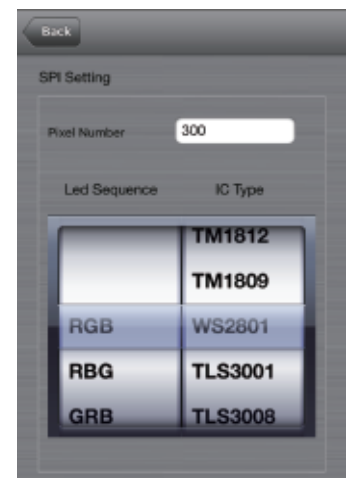 Back
SPI Setting
Pixel Number 300
Led Sequence IC Type
TM1812
TM1809
RGB WS2801
RBG TLS3001
GRB TLS3008